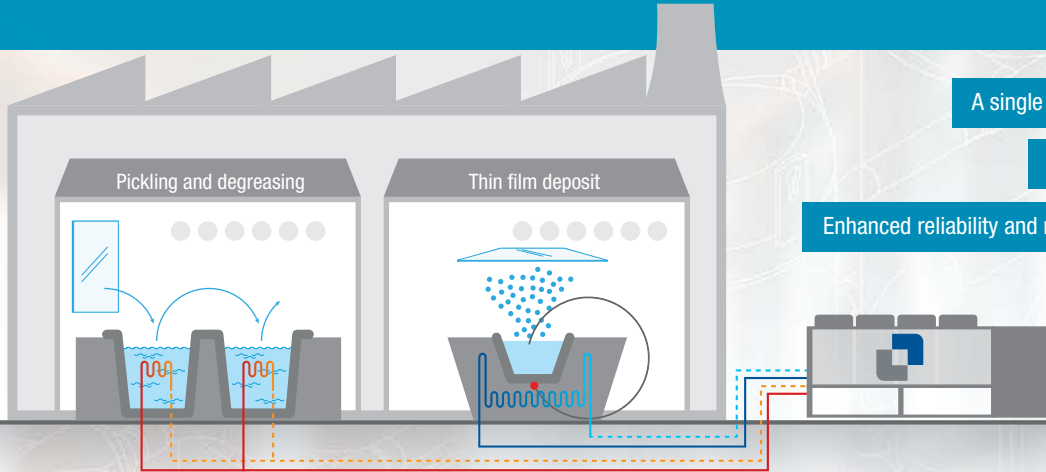 A single
Pickling and degreasing
Thin film deposit
Enhanced reliability and